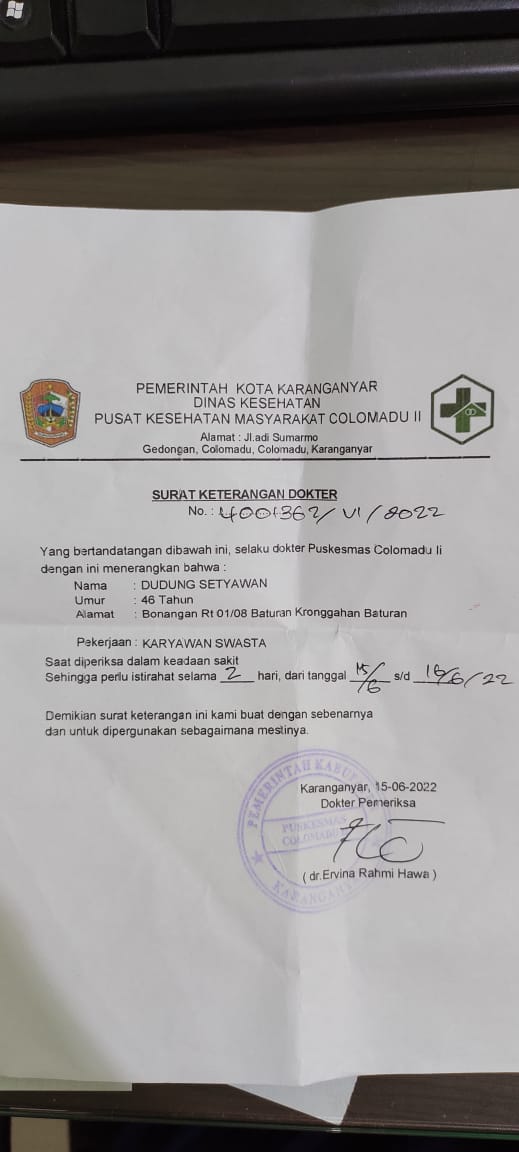 PEMERINTAH KOTA KARANGANYAR
DINAS KESEHATAN
PUSAT KESEHATAN MASYARAKAT COLOMADU II
Alamat : Jl.adi Sumarmo
Gedongan, Colomadu, Colomadu, Karanganyar
SURAT KETERANGAN DOKTER
No. : 4001362/VI/2022
Yang bertandatangan dibawah ini, selaku dokter Puskesmas Colomadu Ii
dengan ini menerangkan bahwa :
Nama : DUDUNG SETYAWAN
Umur : 46 Tahun
Alamat : Bonangan Rt 01/08 Baturan Kronggahan Baturan
Pekerjaan : KARYAWAN SWASTA
Saat diperiksa dalam keadaan sakit
Sehingga perlu istirahat selama 2 hari, dari tanggal 15/6 s/d 16/6/22
Demikian surat keterangan ini kami buat dengan sebenarnya
dan untuk dipergunakan sebagaimana mestinya.
Karanganyar, 15-06-2022
Dokter Pemeriksa
PEMERINTAH
PUSKESMAS
COLOMADU
( dr.Ervina Rahmi Hawa )